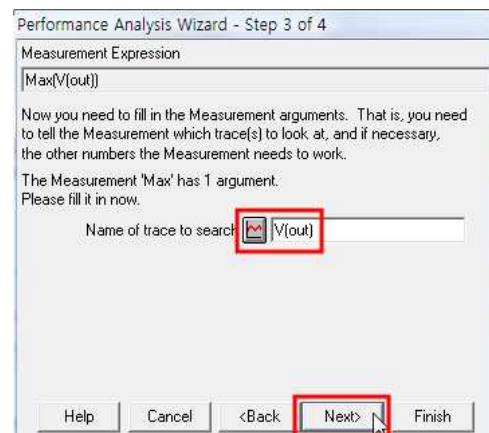 Performance Analysis Wizard - Step 3 of 4
Measurement Expression
Max(V(out))
Now you need to fill in the Measurement arguments. That is, you need
to tell the Measurement which trace(s) to look at, and if necessary,
the other numbers the Measurement needs to work.
The Measurement 'Max' has 1 argument.
Please fill it in now.
Name of trace to search V(out)
Help Cancel <Back Next> Finish